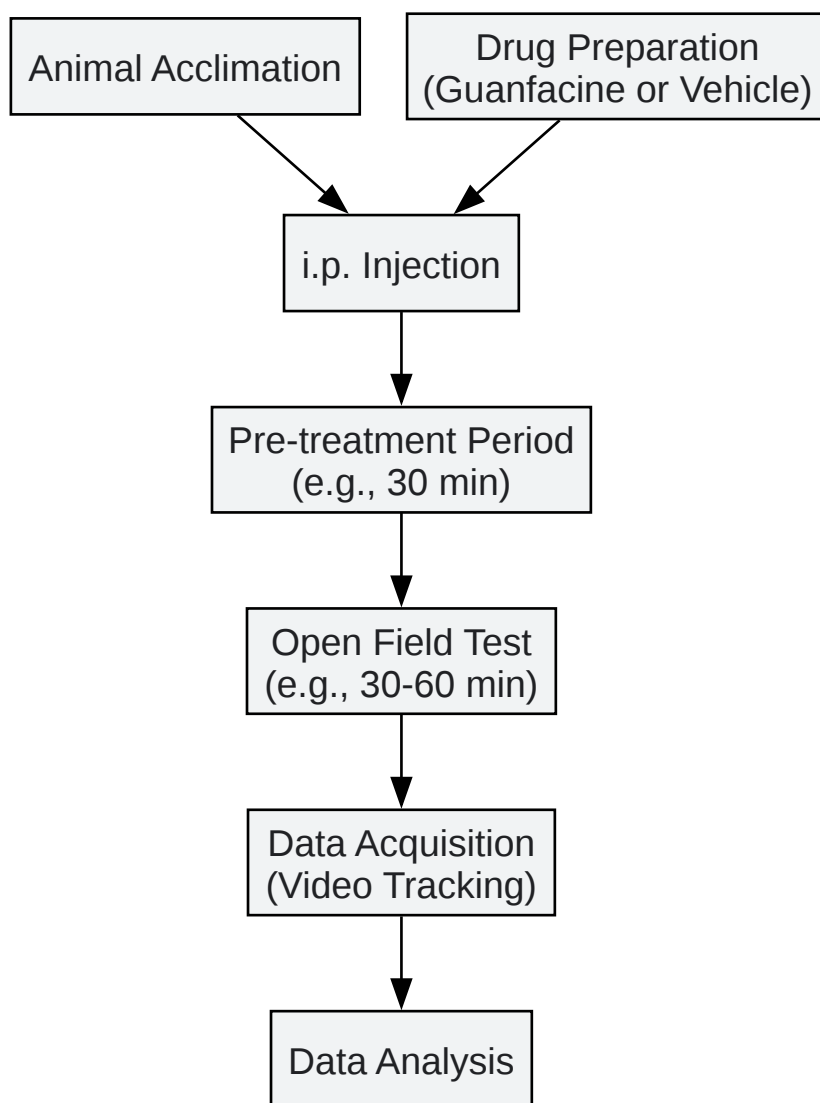 Animal Acclimation
Drug Preparation
(Guanfacine or Vehicle)
i.p. Injection
Pre-treatment Period
(e.g., 30 min)
Open Field Test
(e.g., 30-60 min)
Data Acquisition
(Video Tracking)
Data Analysis